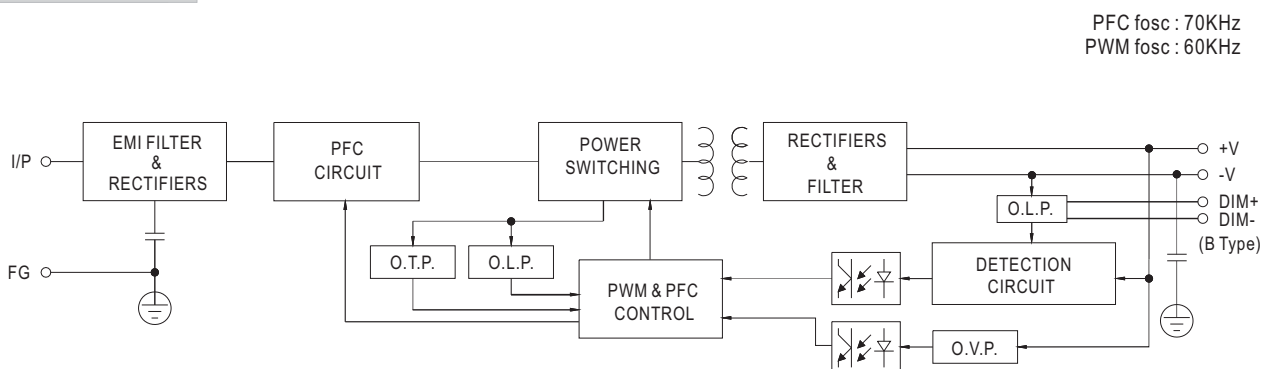 PFC fosc : 70KHz
PWM fosc : 60KHz
I/P
EMI FILTER
&
RECTIFIERS
PFC
CIRCUIT
POWER
SWITCHING
RECTIFIERS
&
FILTER
+V
-V
DIM+
DIM-
(B Type)
O.L.P.
FG
O.T.P.
O.L.P.
PWM & PFC
CONTROL
DETECTION
CIRCUIT
O.V.P.